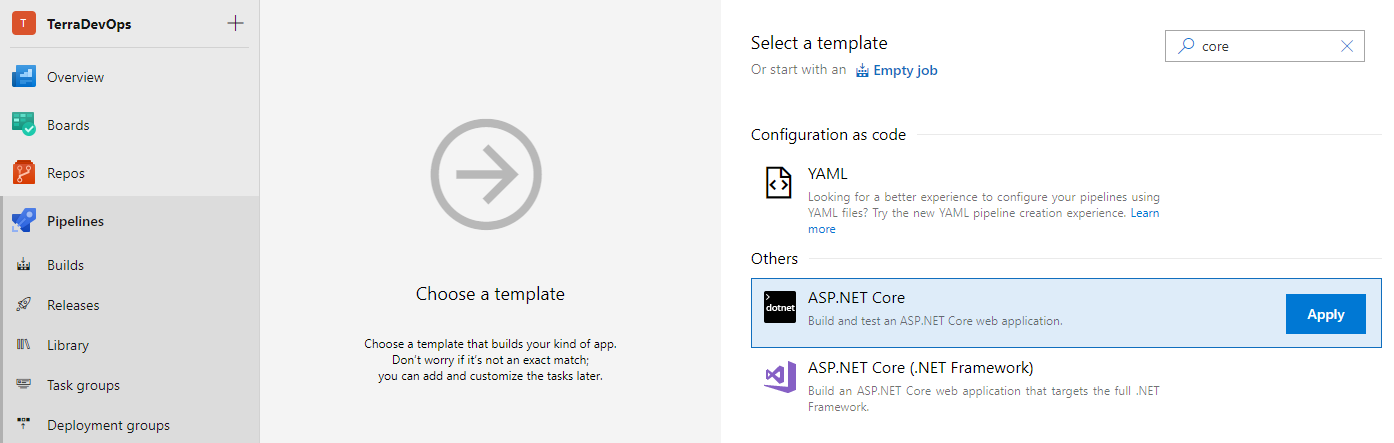 T TerraDevOps
Overview
Boards
Repos
Pipelines
Builds
Releases
Library
Task groups
Deployment groups
Choose a template
Choose a template that builds your kind of app.
Don't worry if it's not an exact match;
you can add and customize the tasks later.
Select a template
Or start with an Empty job
core
Configuration as code
YAML
Looking for a better experience to configure your pipelines using
YAML files? Try the new YAML pipeline creation experience. Learn
more
Others
dotnet
ASP.NET Core
Build and test an ASP.NET Core web application.
Apply
ASP.NET Core (.NET Framework)
Build an ASP.NET Core web application that targets the full .NET
Framework.